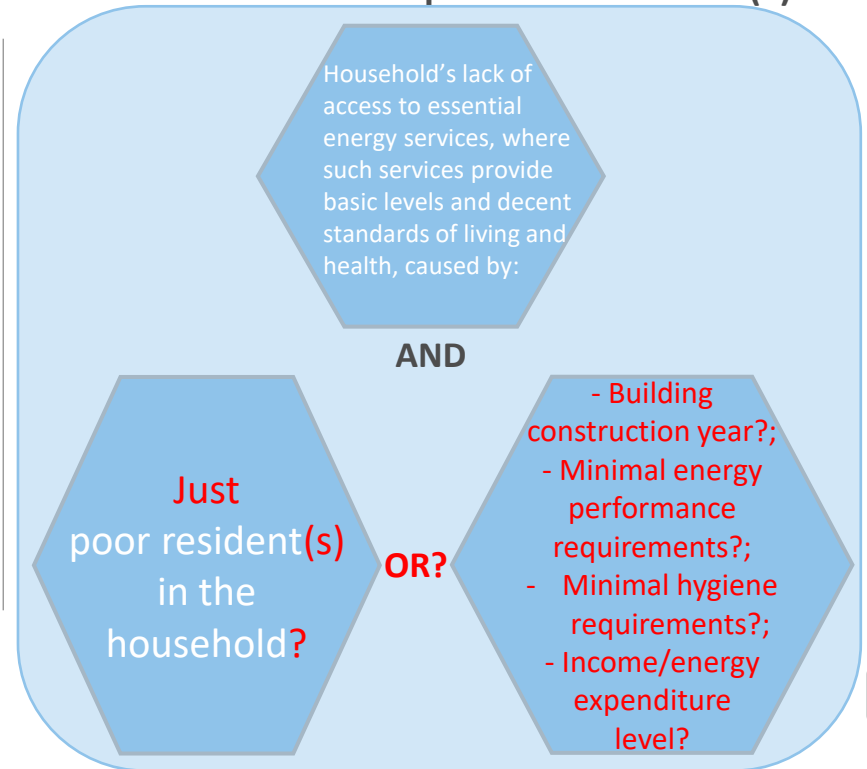 Household’s lack of
access to essential
energy services, where
such services provide
basic levels and decent
standards of living and
health, caused by:
AND
Just
poor resident(s)
in the
household?
OR?
- Building
construction year?;
- Minimal energy
performance
requirements?;
- Minimal hygiene
requirements?;
- Income/energy
expenditure
level?